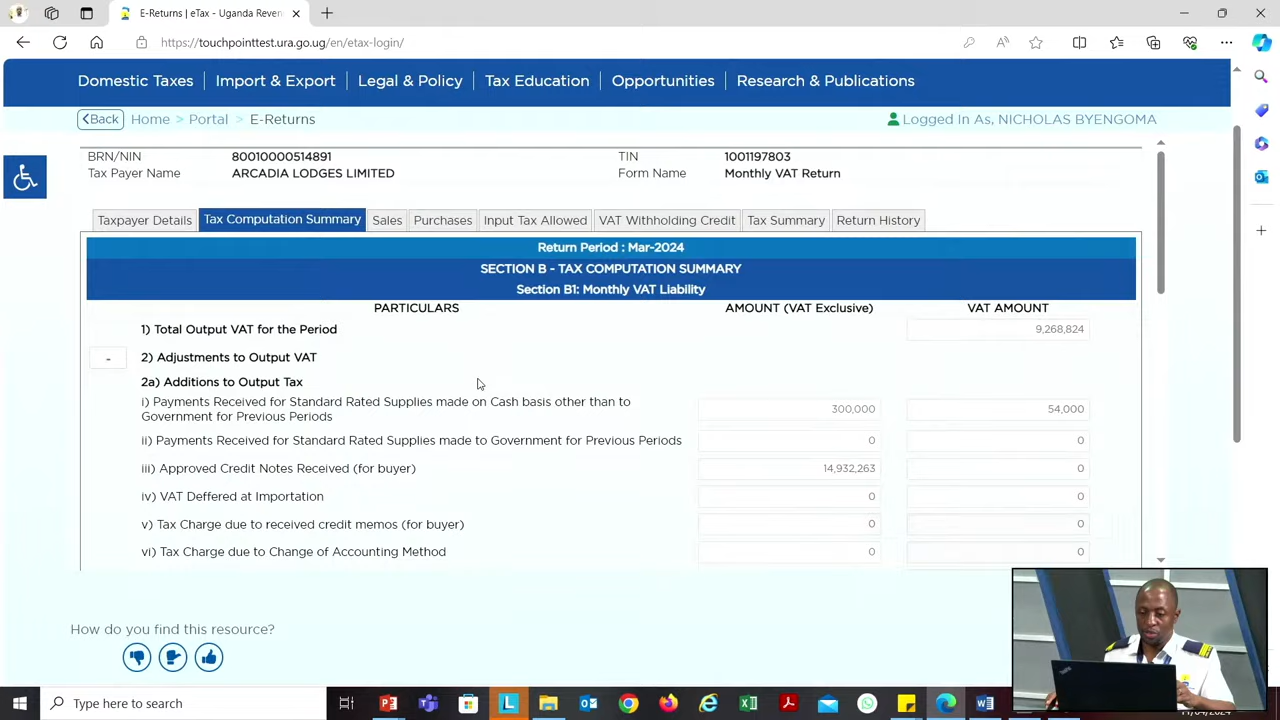 E-Returns | eTax - Uganda Reven
https://touchpointtest.ura.go.ug/en/etax-login/
Domestic Taxes
Import & Export
Legal & Policy
Tax Education
Opportunities
Research & Publications
Back
Home > Portal > E-Returns
Logged In As, NICHOLAS BYENGOMA
BRN/NIN 80010000514891 TIN 1001197803
Tax Payer Name ARCADIA LODGES LIMITED Form Name Monthly VAT Return
Taxpayer Details
Tax Computation Summary
Sales
Purchases
Input Tax Allowed
VAT Withholding Credit
Tax Summary
Return History
Return Period : Mar-2024
SECTION B - TAX COMPUTATION SUMMARY
Section B1: Monthly VAT Liability
PARTICULARS AMOUNT (VAT Exclusive) VAT AMOUNT
1) Total Output VAT for the Period 9,268,824
- 2) Adjustments to Output VAT
2a) Additions to Output Tax
i) Payments Received for Standard Rated Supplies made on Cash basis other than to
Government for Previous Periods 300,000 54,000
ii) Payments Received for Standard Rated Supplies made to Government for Previous Periods 0 0
iii) Approved Credit Notes Received (for buyer) 14,932,263 0
iv) VAT Deffered at Importation 0 0
v) Tax Charge due to received credit memos (for buyer) 0 0
vi) Tax Charge due to Change of Accounting Method 0 0
How do you find this resource?
Type here to search